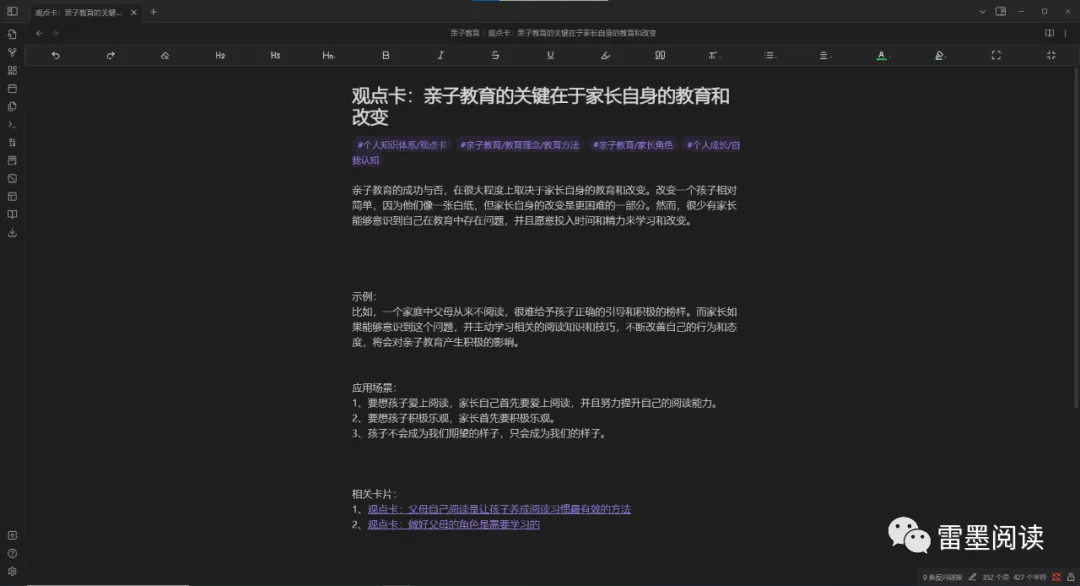 观点卡：亲子教育的关键...
亲子教育 / 观点卡：亲子教育的关键在于家长自身的教育和改变
H2 H3 Hn B I S U A
观点卡：亲子教育的关键在于家长自身的教育和
改变
#个人知识体系/观点卡 #亲子教育/教育理念/教育方法 #亲子教育/家长角色 #个人成长/自
我认知
亲子教育的成功与否，在很大程度上取决于家长自身的教育和改变。改变一个孩子相对
简单，因为他们像一张白纸，但家长自身的改变是更困难的一部分。然而，很少有家长
能够意识到自己在教育中存在问题，并且愿意投入时间和精力来学习和改变。
示例：
比如，一个家庭中父母从来不阅读，很难给予孩子正确的引导和积极的榜样。而家长如
果能够意识到这个问题，并主动学习相关的阅读知识和技巧，不断改善自己的行为和态
度，将会对亲子教育产生积极的影响。
应用场景：
1、要想孩子爱上阅读，家长自己首先要爱上阅读，并且努力提升自己的阅读能力。
2、要想孩子积极乐观，家长首先要积极乐观。
3、孩子不会成为我们期望的样子，只会成为我们的样子。
相关卡片：
1、观点卡：父母自己阅读是让孩子养成阅读习惯最有效的方法
2、观点卡：做好父母的角色是需要学习的
雷墨阅读
0 条反向链接 352 个词 427 个字符